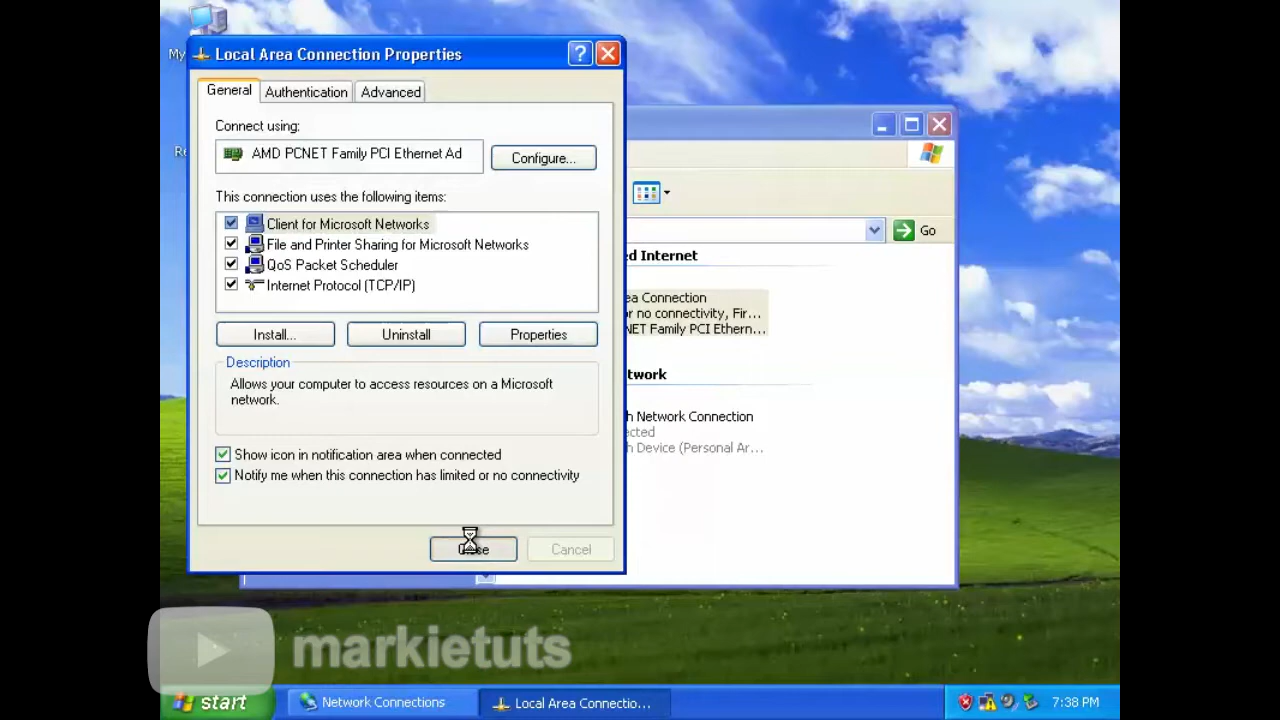 My
Local Area Connection Properties
General
Authentication
Advanced
Re
Connect using:
AMD PCNET Family PCI Ethernet Ad
Configure...
This connection uses the following items:
Client for Microsoft Networks
File and Printer Sharing for Microsoft Networks
QoS Packet Scheduler
Internet Protocol (TCP/IP)
Install...
Uninstall
Properties
Description
Allows your computer to access resources on a Microsoft
network.
Show icon in notification area when connected
Notify me when this connection has limited or no connectivity
Close
Cancel
Go
ed Internet
ea Connection
or no connectivity, Fir...
NET Family PCI Ethern...
twork
h Network Connection
ected
h Device (Personal Ar...
markietuts
start
Network Connections
Local Area Connectio...
7:38 PM